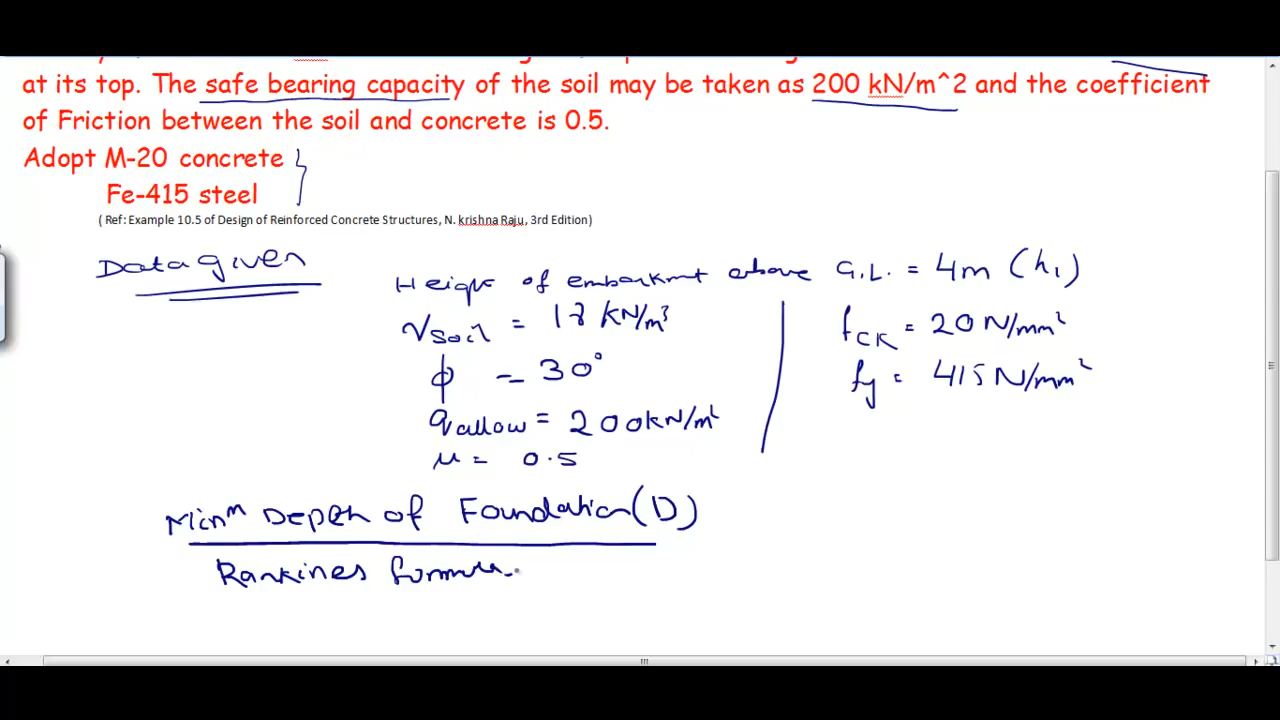 at its top. The safe bearing capacity of the soil may be taken as 200 kN/m^2 and the coefficient
of Friction between the soil and concrete is 0.5.
Adopt M-20 concrete
Fe-415 steel
( Ref: Example 10.5 of Design of Reinforced Concrete Structures, N. krishna Raju, 3rd Edition)
Data given
Height of embankmt above G.L. = 4m (h₁)
γsoil = 18 kN/m³
fCK = 20 N/mm²
ϕ = 30°
fy = 415 N/mm²
qallow = 200 kN/m²
μ = 0.5
Minᵐ Depth of Foundation (D)
Rankines formula